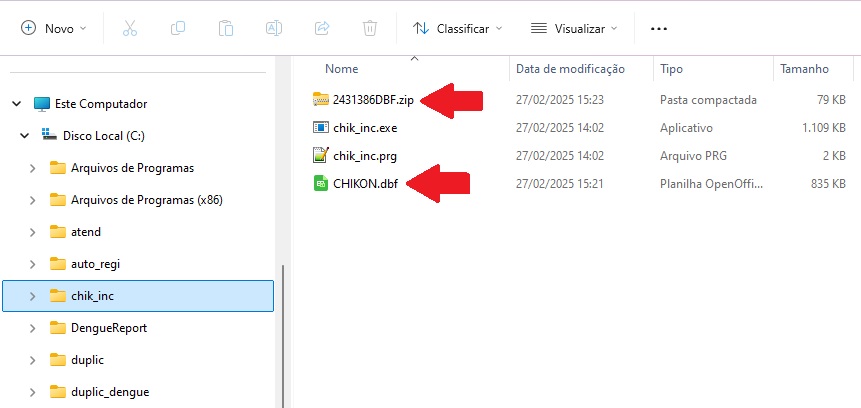 Novo
Classificar
Visualizar
Nome
Data de modificação
Tipo
Tamanho
Este Computador
Disco Local (C:)
Arquivos de Programas
Arquivos de Programas (x86)
atend
auto_regi
chik_inc
DengueReport
duplic
duplic_dengue
2431386DBF.zip 27/02/2025 15:23 Pasta compactada 79 KB
chik_inc.exe 27/02/2025 14:02 Aplicativo 1.109 KB
chik_inc.prg 27/02/2025 14:02 Arquivo PRG 2 KB
CHIKON.dbf 27/02/2025 15:21 Planilha OpenOffi... 835 KB